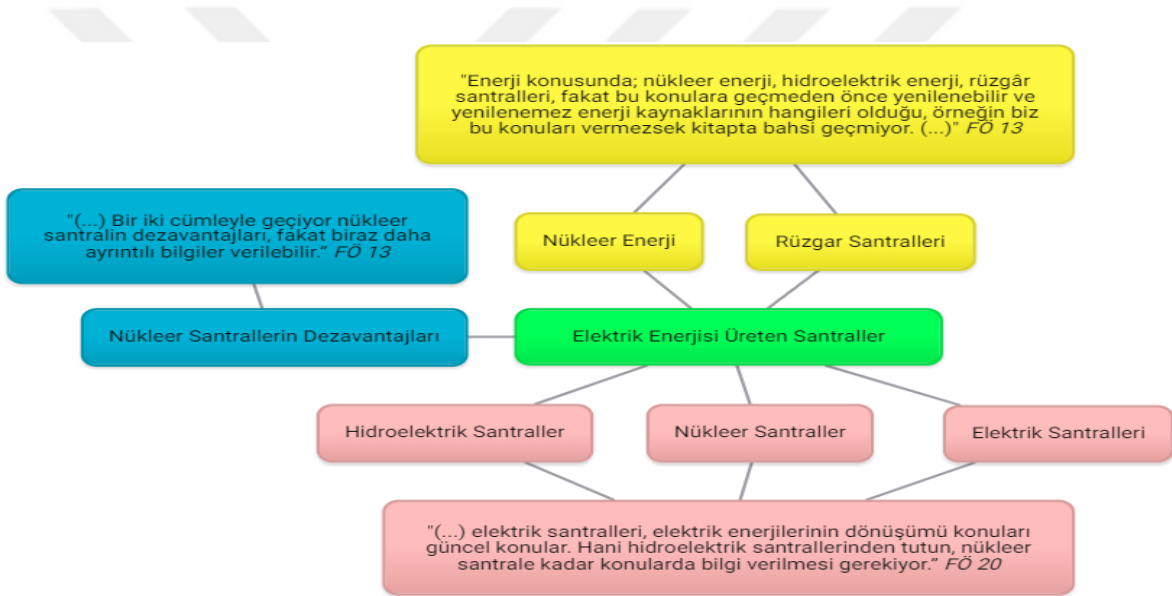 "Enerji konusunda; nükleer enerji, hidroelektrik enerji, rüzgâr
santralleri, fakat bu konulara geçmeden önce yenilenebilir ve
yenilenemez enerji kaynaklarının hangileri olduğu, örneğin biz
bu konuları vermezsek kitapta bahsi geçmiyor. (...)" FÖ 13
"(...) Bir iki cümleyle geçiyor nükleer
santralin dezavantajları, fakat biraz daha
ayrıntılı bilgiler verilebilir.” FÖ 13
Nükleer Enerji
Rüzgar Santralleri
Nükleer Santrallerin Dezavantajları
Elektrik Enerjisi Üreten Santraller
Hidroelektrik Santraller
Nükleer Santraller
Elektrik Santralleri
"(...) elektrik santralleri, elektrik enerjilerinin dönüşümü konuları
güncel konular. Hani hidroelektrik santrallerinden tutun, nükleer
santrale kadar konularda bilgi verilmesi gerekiyor.” FÖ 20